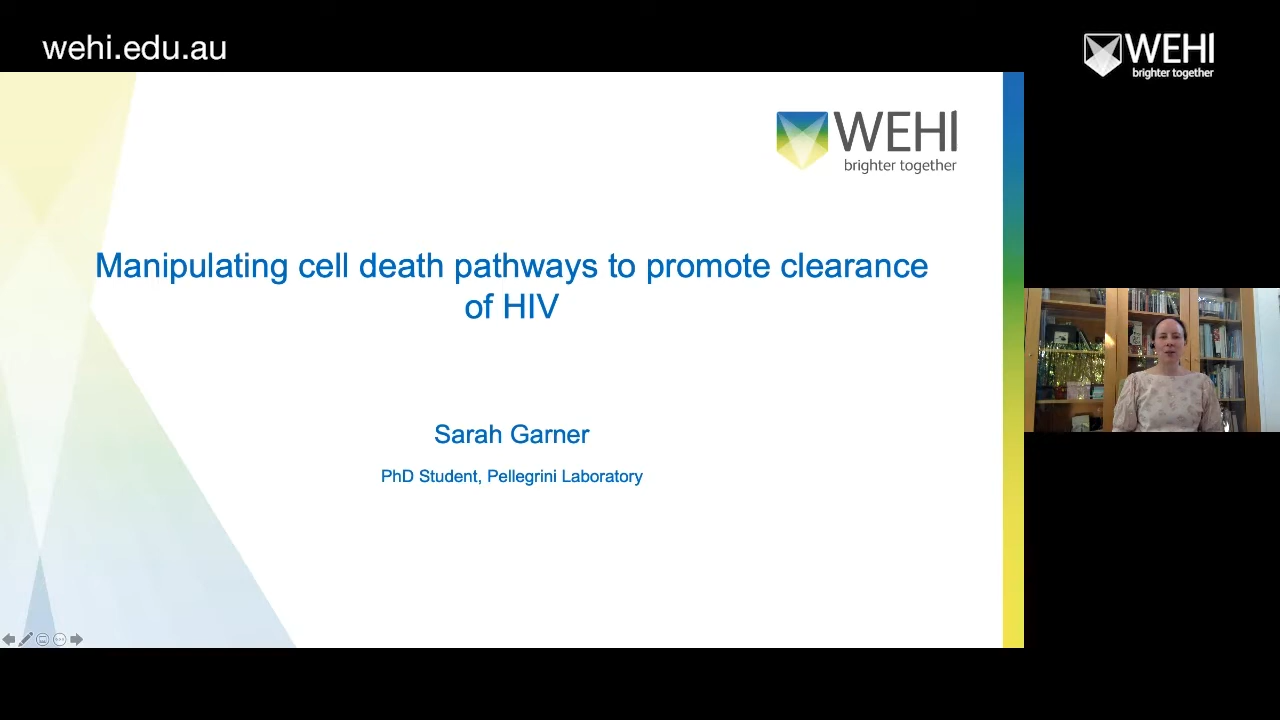 wehi.edu.au
WEHI
brighter together
WEHI
brighter together
Manipulating cell death pathways to promote clearance
of HIV
Sarah Garner
PhD Student, Pellegrini Laboratory